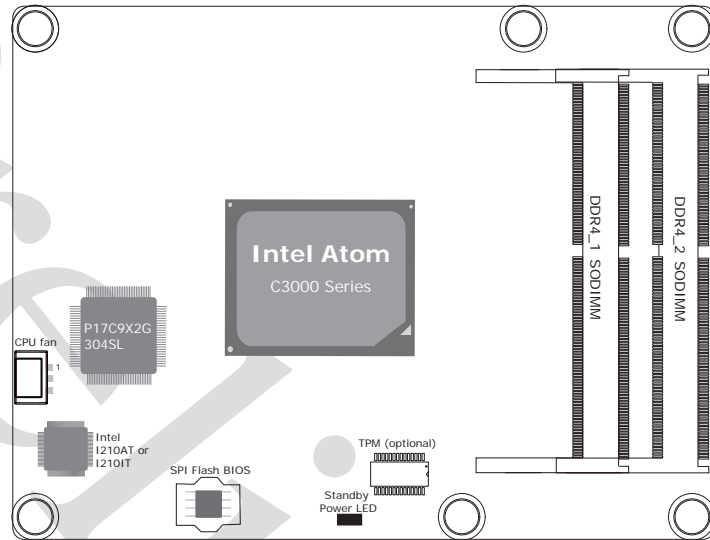 Intel Atom
C3000 Series
DDR4_1 SODIMM
DDR4_2 SODIMM
P17C9X2G
304SL
CPU fan
1
Intel
I210AT or
I210IT
SPI Flash BIOS
TPM (optional)
Standby
Power LED